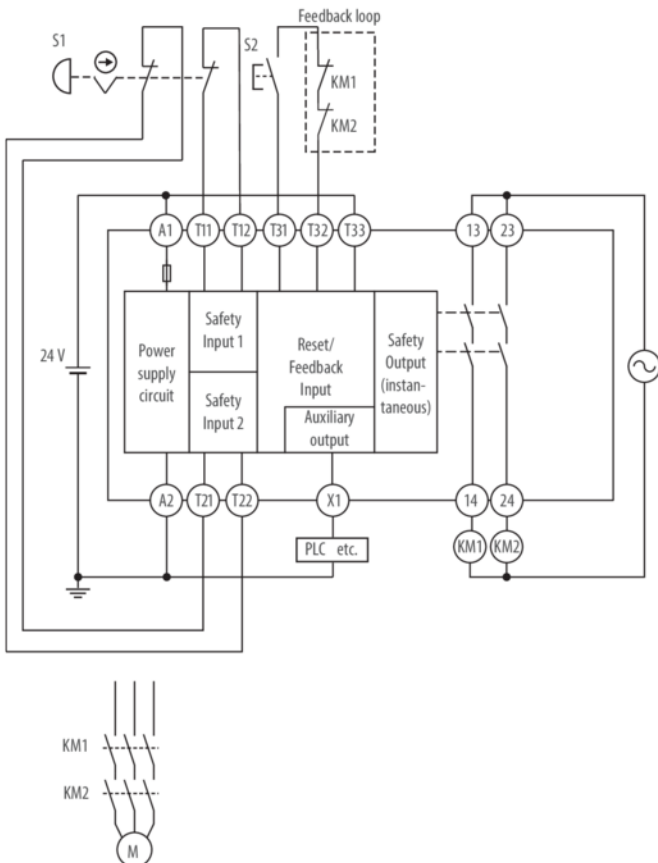 Feedback loop
S1
S2
KM1
KM2
A1
T11
T12
T31
T32
T33
13
23
24 V
Power
supply
circuit
Safety
Input 1
Safety
Input 2
Reset/
Feedback
Input
Auxiliary
output
Safety
Output
(instan-
taneous)
A2
T21
T22
X1
14
24
PLC etc.
KM1
KM2
KM1
KM2
M